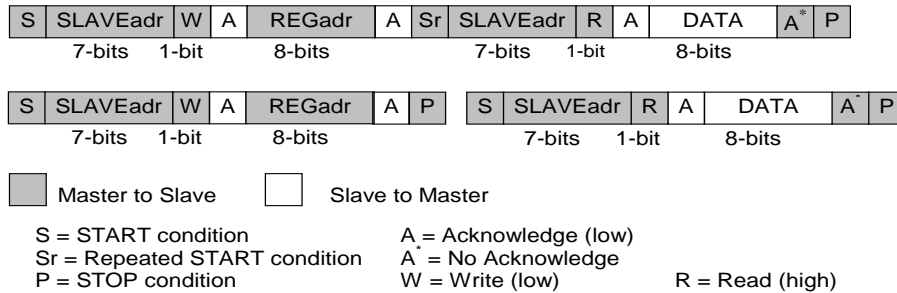 S SLAVEadr W A REGadr A Sr SLAVEadr R A DATA A* P
7-bits 1-bit 8-bits 7-bits 1-bit 8-bits
S SLAVEadr W A REGadr A P S SLAVEadr R A DATA A- P
7-bits 1-bit 8-bits 7-bits 1-bit 8-bits
Master to Slave Slave to Master
S = START condition A = Acknowledge (low)
Sr = Repeated START condition A* = No Acknowledge
P = STOP condition W = Write (low) R = Read (high)